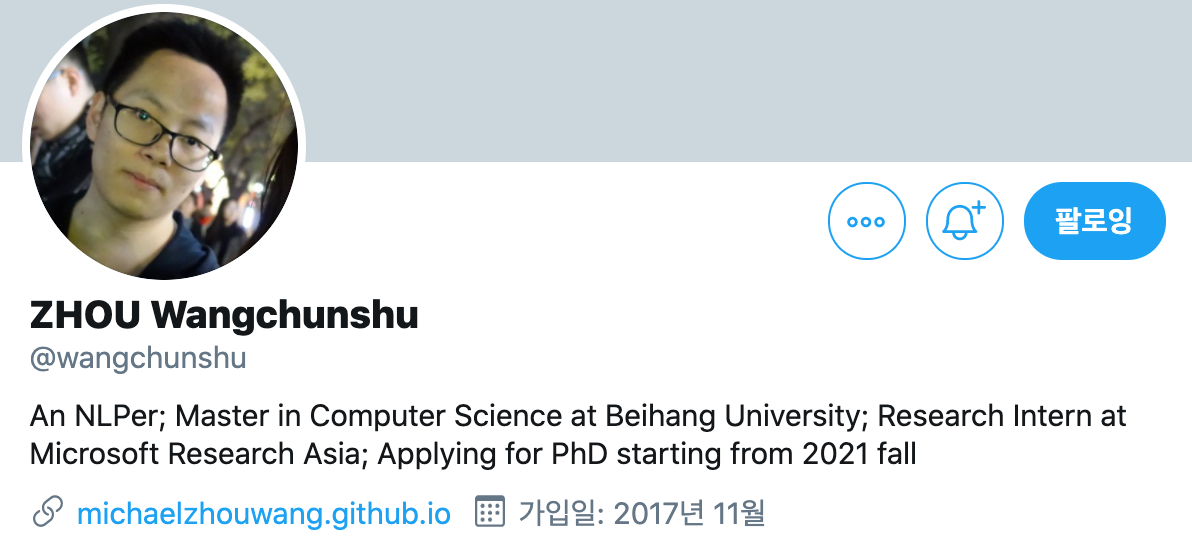 팔로잉
ZHOU Wangchunshu
@wangchunshu
An NLPer; Master in Computer Science at Beihang University; Research Intern at
Microsoft Research Asia; Applying for PhD starting from 2021 fall
michaelzhouwang.github.io 가입일: 2017년 11월